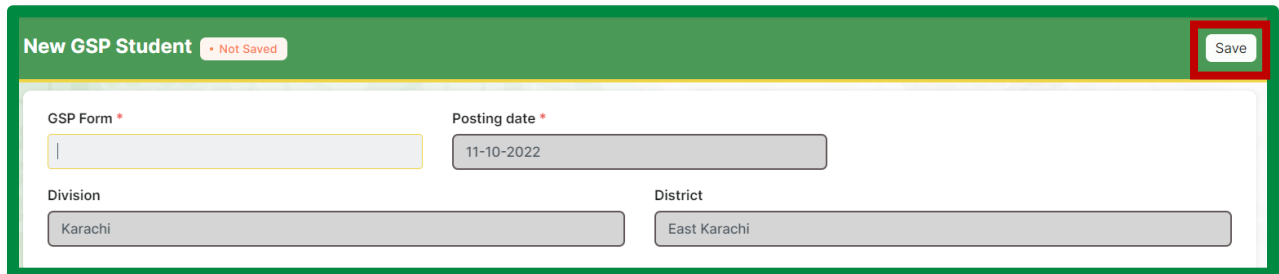 New GSP Student • Not Saved Save
GSP Form * Posting date *
11-10-2022
Division District
Karachi East Karachi